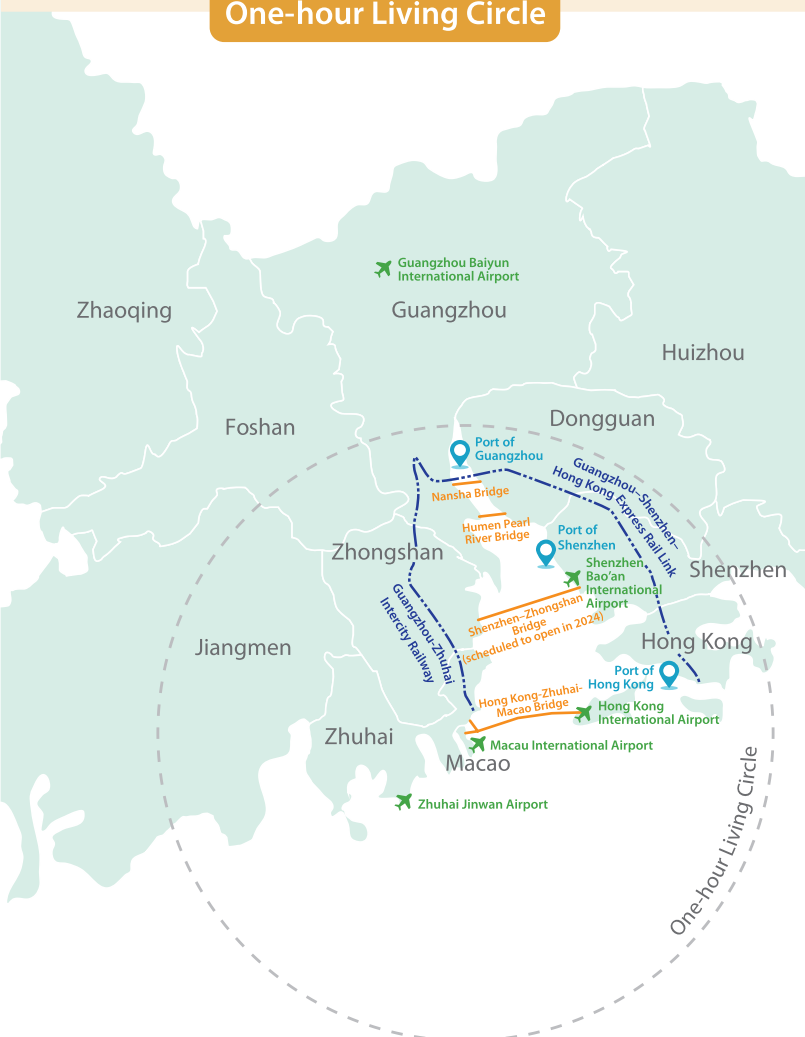 One-hour Living Circle
Guangzhou Baiyun
International Airport
Zhaoqing
Guangzhou
Huizhou
Foshan
Dongguan
Port of
Guangzhou
Guangzhou–Shenzhen–
Hong Kong Express Rail Link
Nansha Bridge
Humen Pearl
River Bridge
Port of
Shenzhen
Zhongshan
Shenzhen
Bao'an
International
Airport
Shenzhen
Guangzhou-Zhuhai
Intercity Railway
Shenzhen–Zhongshan
Bridge
(scheduled to open in 2024)
Jiangmen
Hong Kong
Port of
Hong Kong
Hong Kong-Zhuhai-
Macao Bridge
Hong Kong
International Airport
Zhuhai
Macau International Airport
Macao
Zhuhai Jinwan Airport
One-hour Living Circle